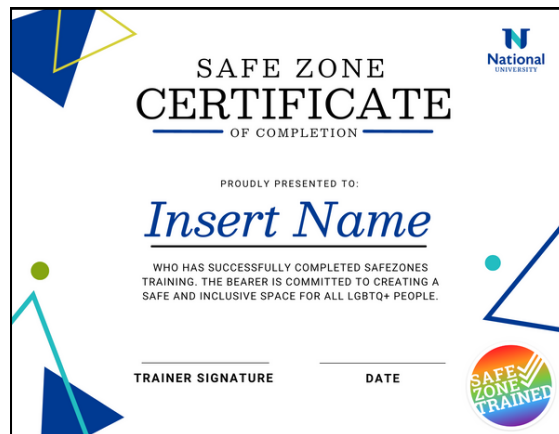 National
UNIVERSITY
SAFE ZONE
CERTIFICATE
OF COMPLETION
PROUDLY PRESENTED TO:
Insert Name
WHO HAS SUCCESSFULLY COMPLETED SAFEZONES
TRAINING. THE BEARER IS COMMITTED TO CREATING A
SAFE AND INCLUSIVE SPACE FOR ALL LGBTQ+ PEOPLE.
TRAINER SIGNATURE
DATE
SAFE
ZONE
TRAINED